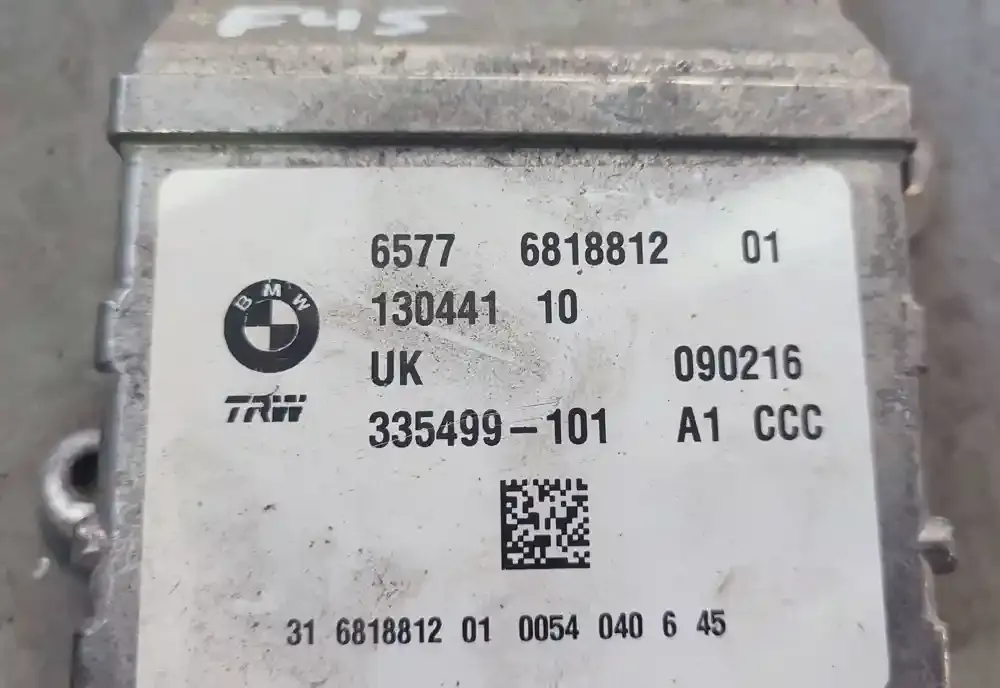 F45
6577 6818812 01
130441 10
BMW
UK 090216
TRW
335499-101 A1 CCC
31 6818812 01 0054 040 6 45